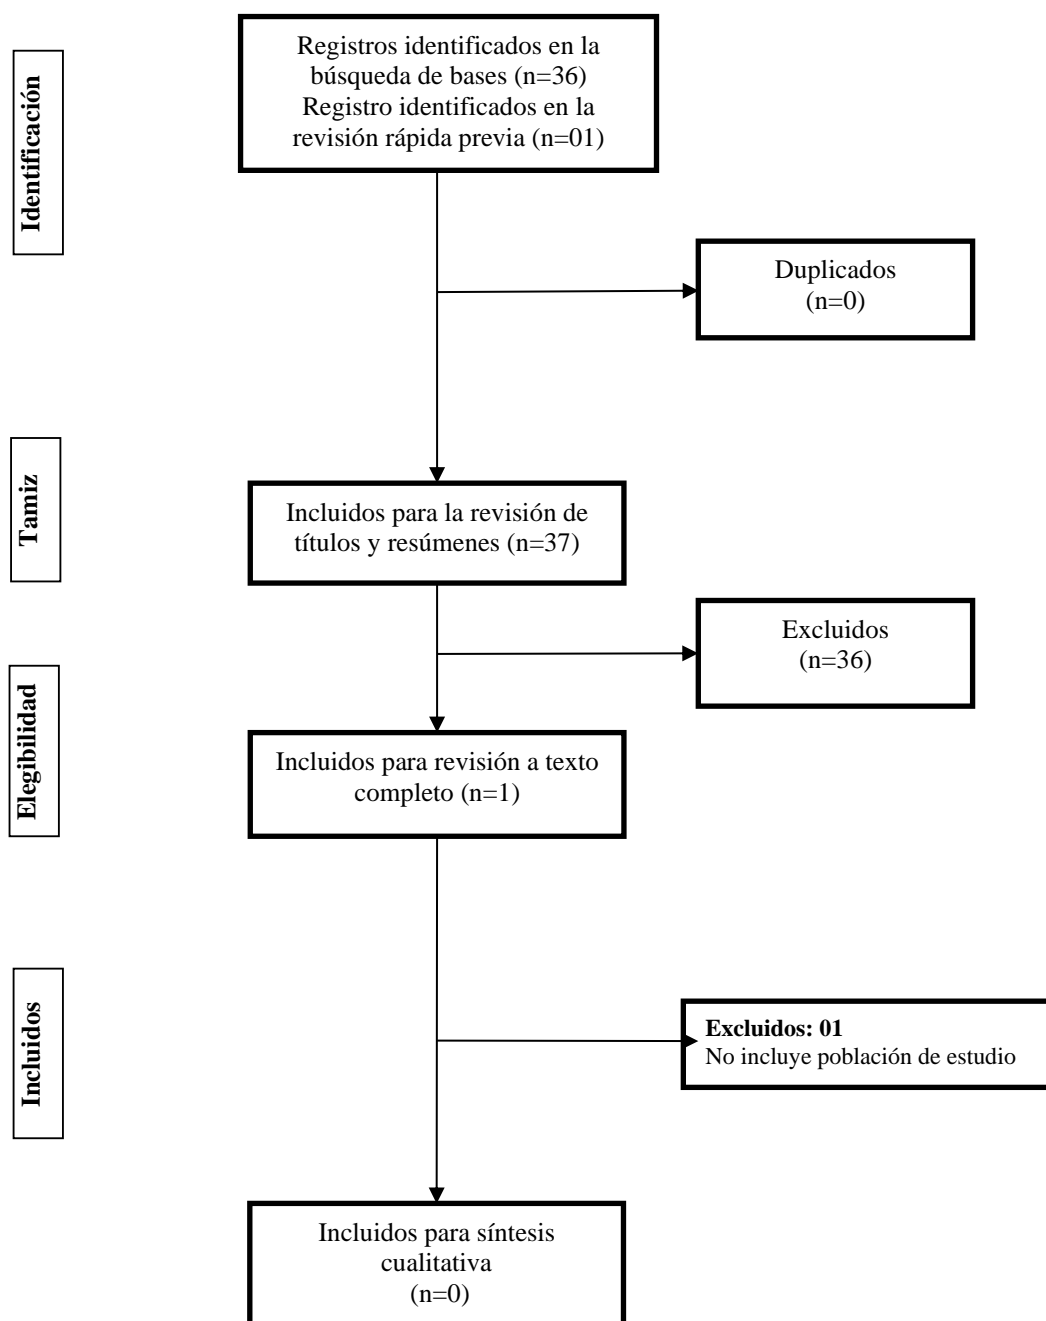 Identificación
Registros identificados en la
búsqueda de bases (n=36)
Registro identificados en la
revisión rápida previa (n=01)
Duplicados
(n=0)
Tamiz
Incluidos para la revisión de
títulos y resúmenes (n=37)
Excluidos
(n=36)
Elegibilidad
Incluidos para revisión a texto
completo (n=1)
Incluidos
Excluidos: 01
No incluye población de estudio
Incluidos para síntesis
cualitativa
(n=0)